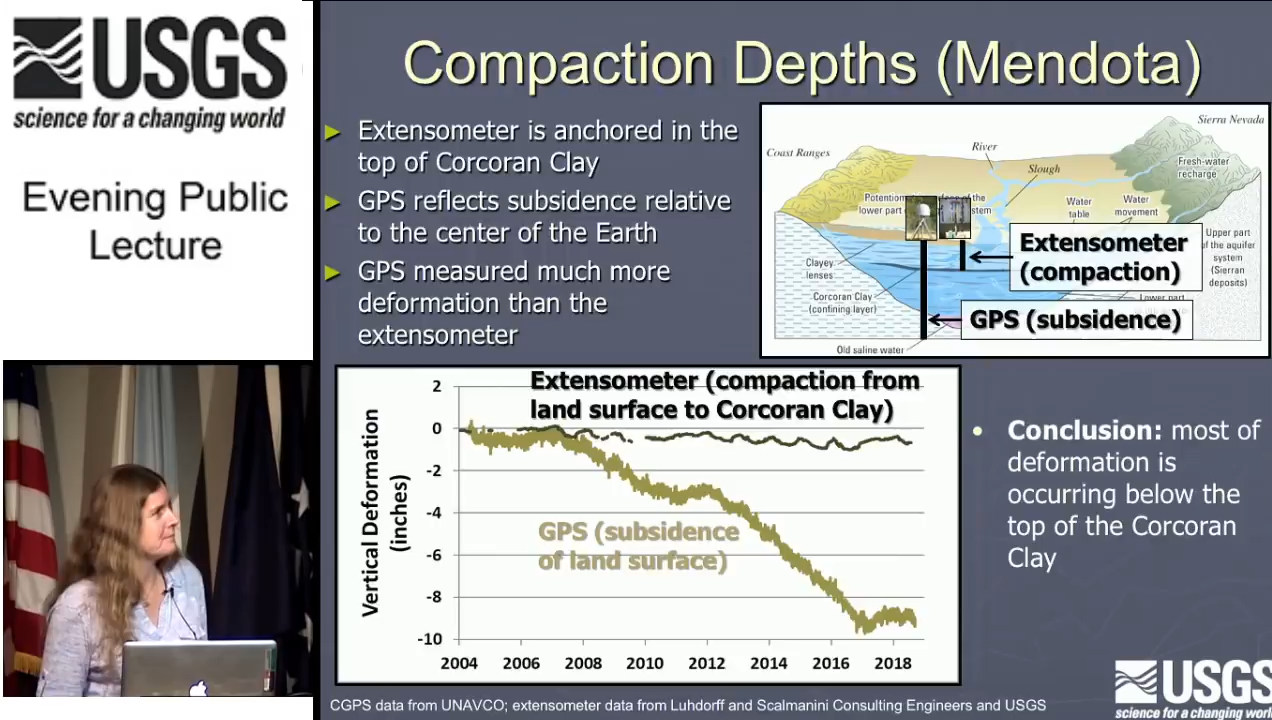 USGS
science for a changing world
Evening Public
Lecture
Compaction Depths (Mendota)
► Extensometer is anchored in the
top of Corcoran Clay
► GPS reflects subsidence relative
to the center of the Earth
► GPS measured much more
deformation than the
extensometer
Sierra Nevada
Coast Ranges
River
Slough
Fresh-water
recharge
Water
table
Water
movement
lower part
Upper part
of the aquifer
system
(Sierran
deposits)
Extensometer
(compaction)
Clayey
lenses
Corcoran Clay
(confining layer)
Lower part
GPS (subsidence)
Old saline water
Extensometer (compaction from
land surface to Corcoran Clay)
GPS (subsidence
of land surface)
Vertical Deformation
(inches)
2
0
-2
-4
-6
-8
-10
2004 2006 2008 2010 2012 2014 2016 2018
• Conclusion: most of
deformation is
occurring below the
top of the Corcoran
Clay
CGPS data from UNAVCO; extensometer data from Luhdorff and Scalmanini Consulting Engineers and USGS
USGS
science for a changing world